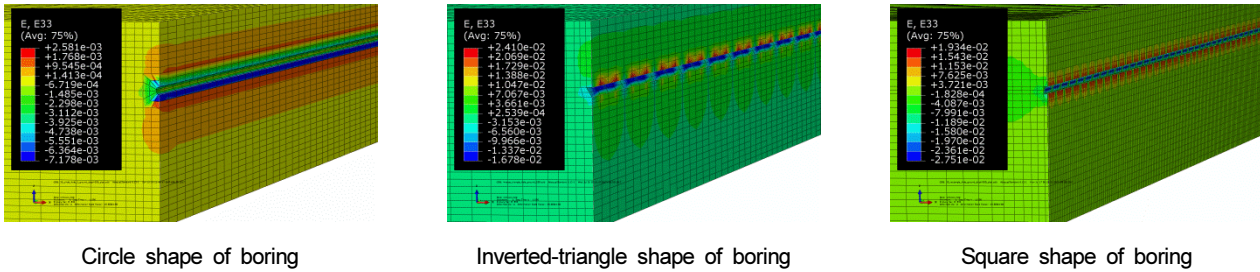 E, E33
(Avg: 75%)
+2.581e-03
+1.768e-03
+9.545e-04
+1.413e-04
-6.719e-04
-1.485e-03
-2.298e-03
-3.112e-03
-3.925e-03
-4.738e-03
-5.551e-03
-6.364e-03
-7.178e-03
E, E33
(Avg: 75%)
+2.410e-02
+2.069e-02
+1.729e-02
+1.388e-02
+1.047e-02
+7.067e-03
+3.661e-03
+2.539e-04
-3.153e-03
-6.560e-03
-9.966e-03
-1.337e-02
-1.678e-02
E, E33
(Avg: 75%)
+1.934e-02
+1.543e-02
+1.153e-02
+7.625e-03
+3.721e-03
-1.828e-04
-4.087e-03
-7.991e-03
-1.189e-02
-1.580e-02
-1.970e-02
-2.361e-02
-2.751e-02
Circle shape of boring
Inverted-triangle shape of boring
Square shape of boring